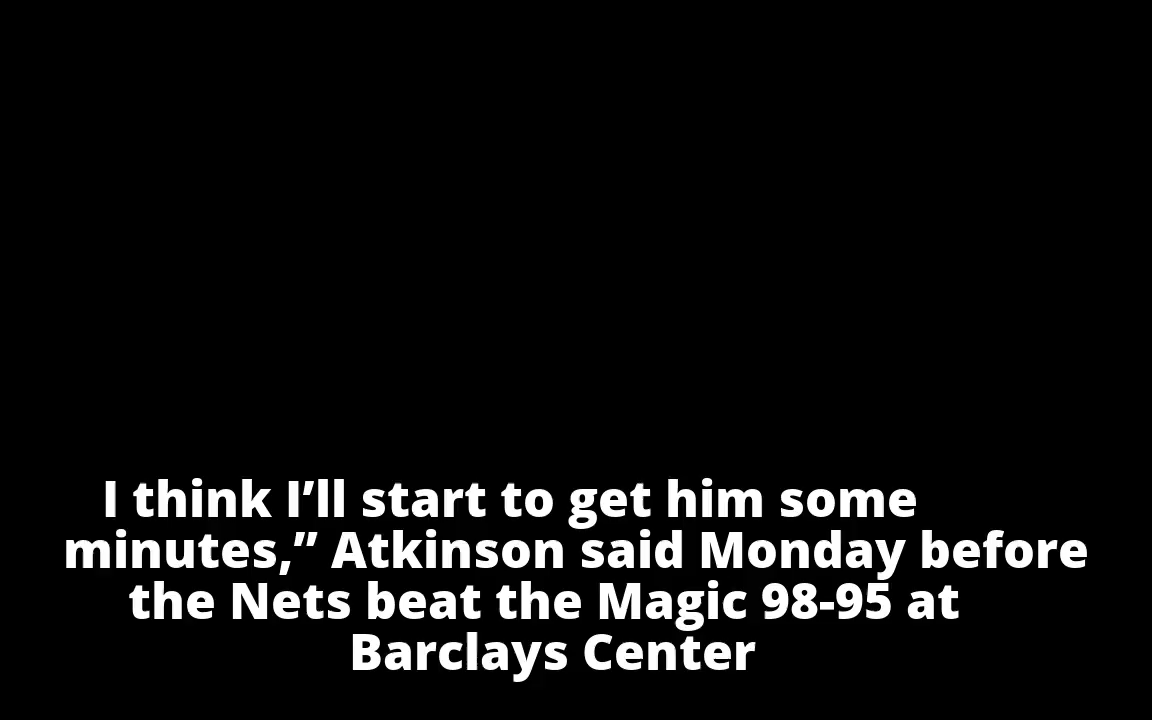 I think I’ll start to get him some
minutes,” Atkinson said Monday before
the Nets beat the Magic 98-95 at
Barclays Center